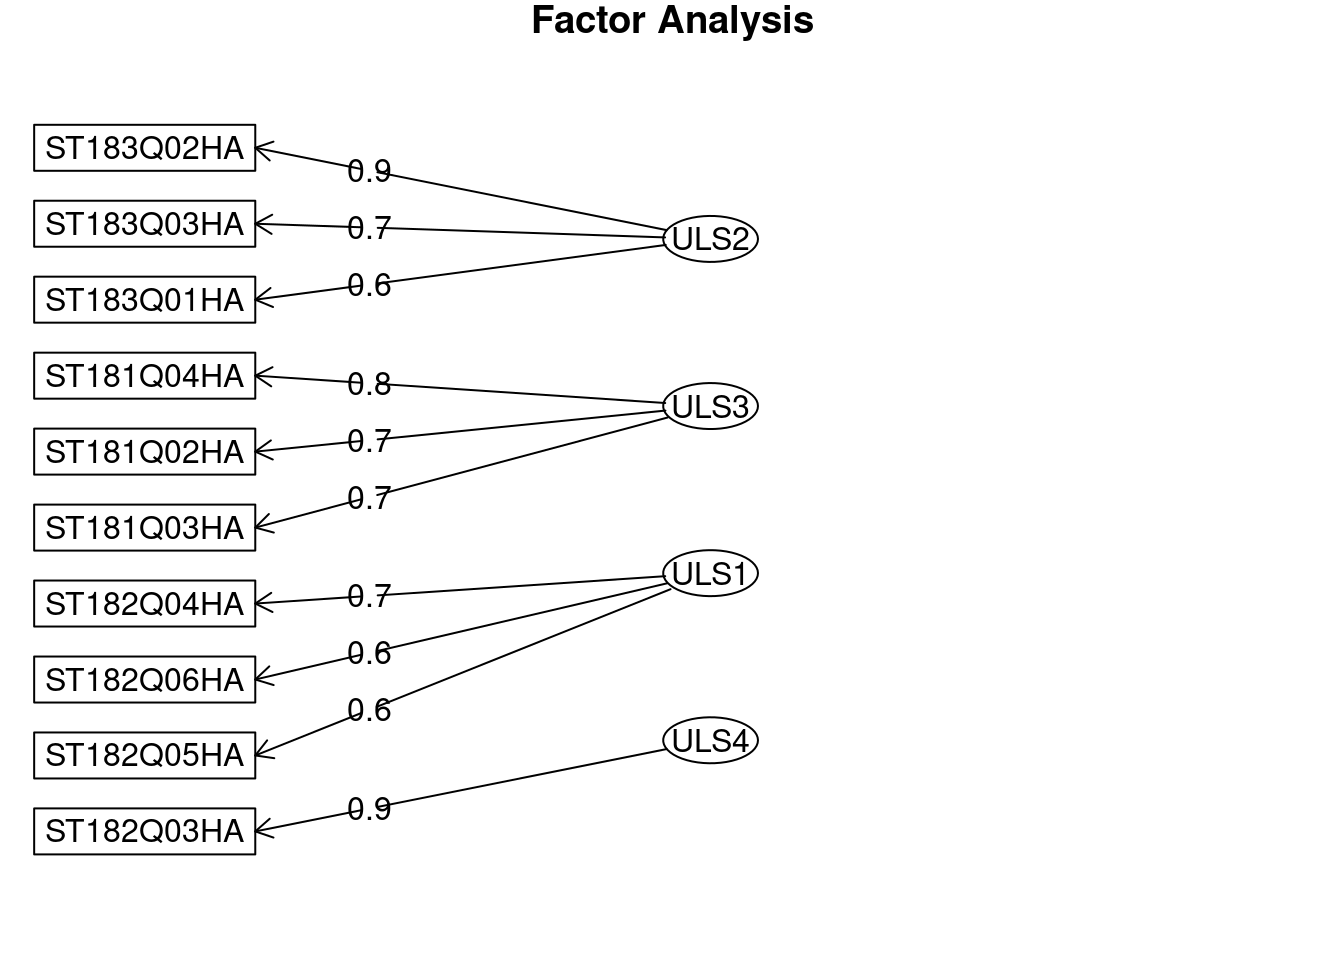 Factor Analysis
ST183Q02HA
0.9
ST183Q03HA
0.7
ULS2
ST183Q01HA
0.6
ST181Q04HA
0.8
ULS3
ST181Q02HA
0.7
ST181Q03HA
0.7
ST182Q04HA
0.7
ULS1
ST182Q06HA
0.6
ST182Q05HA
0.6
ULS4
ST182Q03HA
0.9